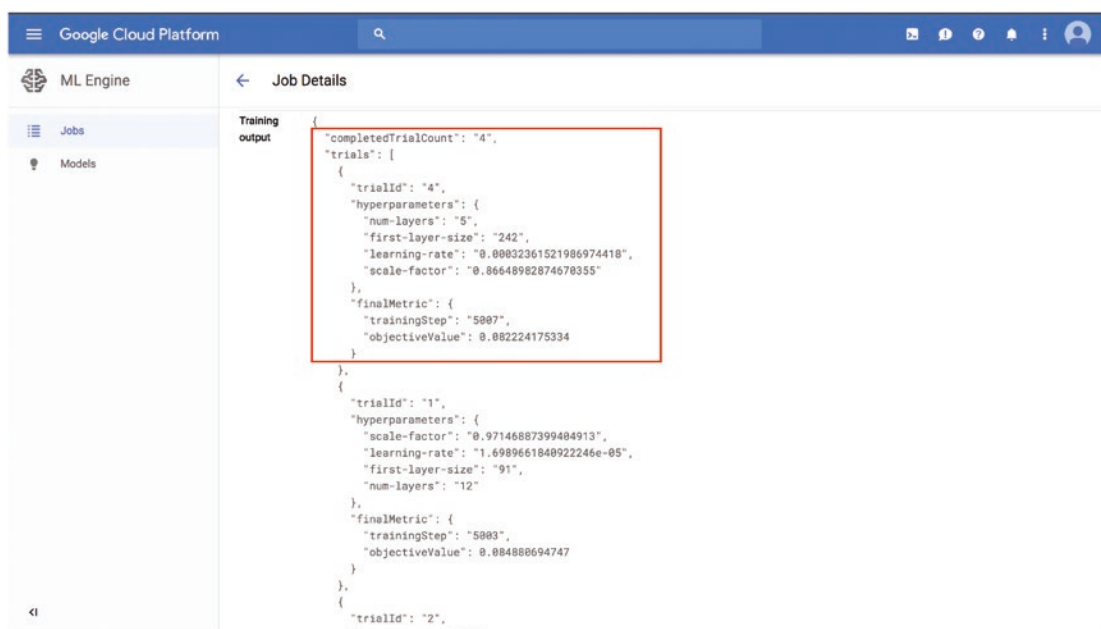 Google Cloud Platform
ML Engine
Job Details
Jobs
Models
Training
output
{
"completedTrialCount": "4",
"trials": [
{
"trialId": "4",
"hyperparameters": {
"num-layers": "5",
"first-layer-size": "242",
"learning-rate": "0.00032361521986974418",
"scale-factor": "0.86648982874670355"
},
"finalMetric": {
"trainingStep": "5007",
"objectiveValue": 0.082224175334
}
},
{
"trialId": "1",
"hyperparameters": {
"scale-factor": "0.97146887399404913",
"learning-rate": "1.6989661840922246e-05",
"first-layer-size": "91",
"num-layers": "12"
},
"finalMetric": {
"trainingStep": "5003",
"objectiveValue": 0.084880694747
}
},
{
"trialId": "2",